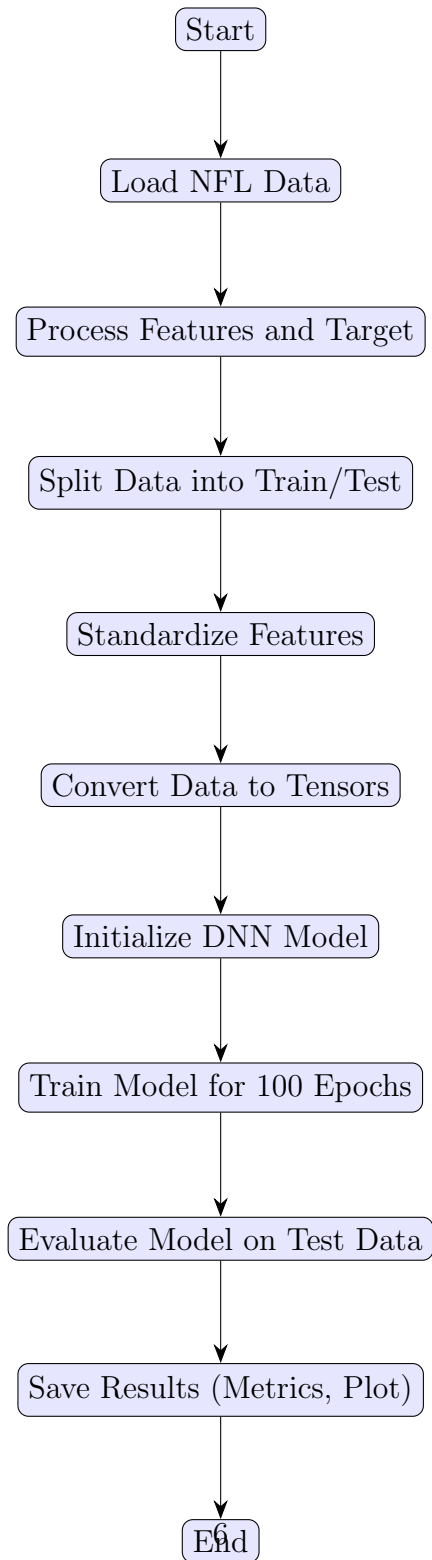 Start
Load NFL Data
Process Features and Target
Split Data into Train/Test
Standardize Features
Convert Data to Tensors
Initialize DNN Model
Train Model for 100 Epochs
Evaluate Model on Test Data
Save Results (Metrics, Plot)
6
End